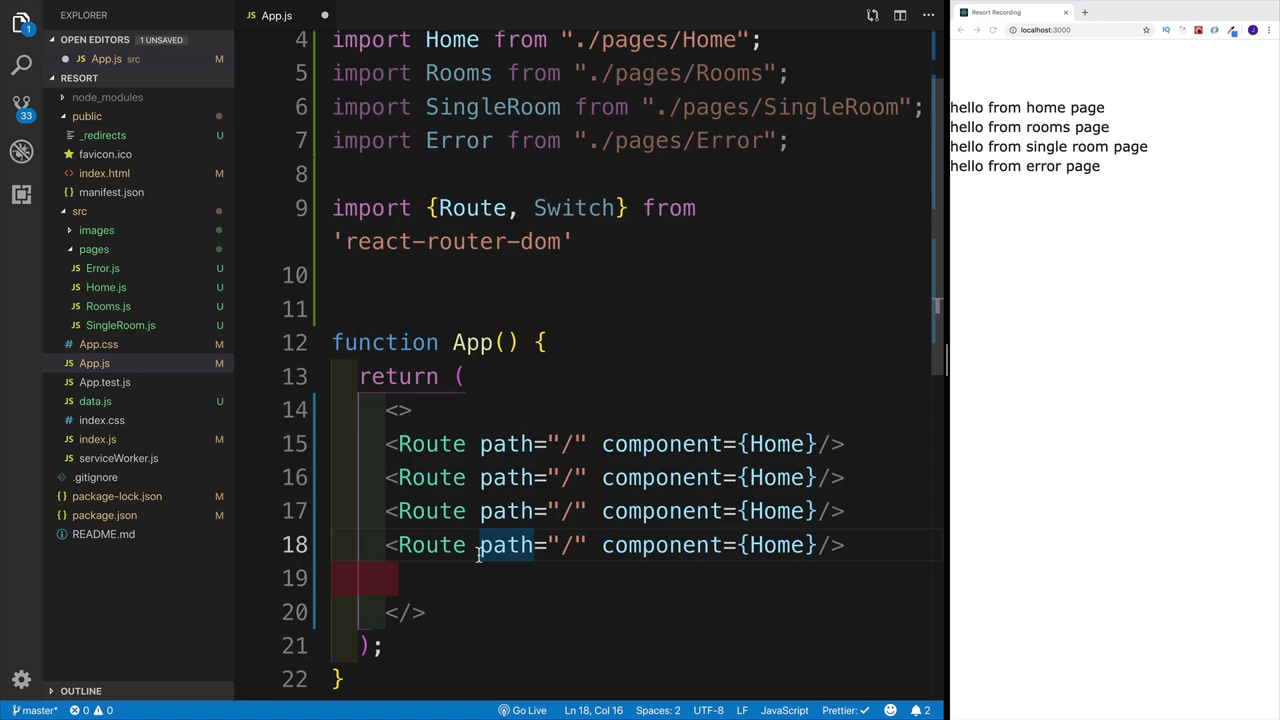 EXPLORER
OPEN EDITORS 1 UNSAVED
App.js src M
RESORT
node_modules
public
_redirects U
favicon.ico
index.html M
manifest.json
src
images
pages
Error.js U
Home.js U
Rooms.js U
SingleRoom.js U
App.css M
App.js M
App.test.js
data.js U
index.css
index.js M
serviceWorker.js
.gitignore
package-lock.json M
package.json M
README.md
OUTLINE
1
33
App.js
4 import Home from "./pages/Home";
5 import Rooms from "./pages/Rooms";
6 import SingleRoom from "./pages/SingleRoom";
7 import Error from "./pages/Error";
8
9 import {Route, Switch} from
'react-router-dom'
10
11
12 function App() {
13 return (
14 <>
15 <Route path="/" component={Home}/>
16 <Route path="/" component={Home}/>
17 <Route path="/" component={Home}/>
18 <Route path="/" component={Home}/>
19
20 </>
21 );
22 }
master* 0 0 Go Live Ln 18, Col 16 Spaces: 2 UTF-8 LF JavaScript Prettier: ✓ 2
Resort Recording
localhost:3000
IQ
J
hello from home page
hello from rooms page
hello from single room page
hello from error page